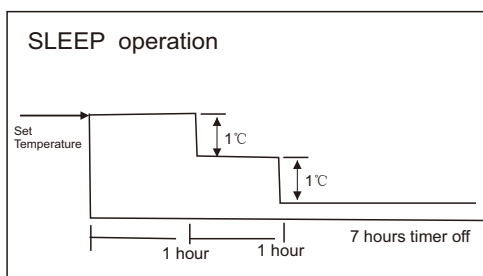 SLEEP operation
Set
Temperature
1℃
1℃
1 hour
1 hour
7 hours timer off